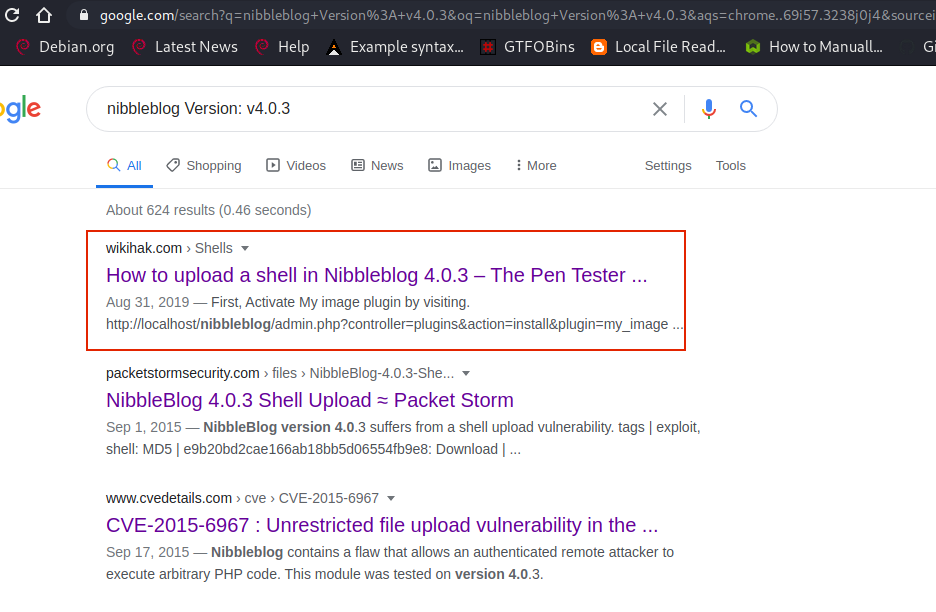 google.com/search?q=nibbleblog+Version%3A+v4.0.3&oq=nibbleblog+Version%3A+v4.0.3&aqs=chrome..69i57.3238j0j4&sourcei
Debian.org Latest News Help Example syntax... GTFOBins Local File Read... How to Manuall... Gi
ogle nibbleblog Version: v4.0.3
All Shopping Videos News Images More Settings Tools
About 624 results (0.46 seconds)
wikihak.com › Shells
How to upload a shell in Nibbleblog 4.0.3 – The Pen Tester ...
Aug 31, 2019 — First, Activate My image plugin by visiting.
http://localhost/nibbleblog/admin.php?controller=plugins&action=install&plugin=my_image ...
packetstormsecurity.com › files › NibbleBlog-4.0.3-She...
NibbleBlog 4.0.3 Shell Upload ≈ Packet Storm
Sep 1, 2015 — NibbleBlog version 4.0.3 suffers from a shell upload vulnerability. tags | exploit,
shell: MD5 | e9b20bd2cae166ab18bb5d06554fb9e8: Download | ...
www.cvedetails.com › cve › CVE-2015-6967
CVE-2015-6967 : Unrestricted file upload vulnerability in the ...
Sep 17, 2015 — Nibbleblog contains a flaw that allows an authenticated remote attacker to
execute arbitrary PHP code. This module was tested on version 4.0.3.